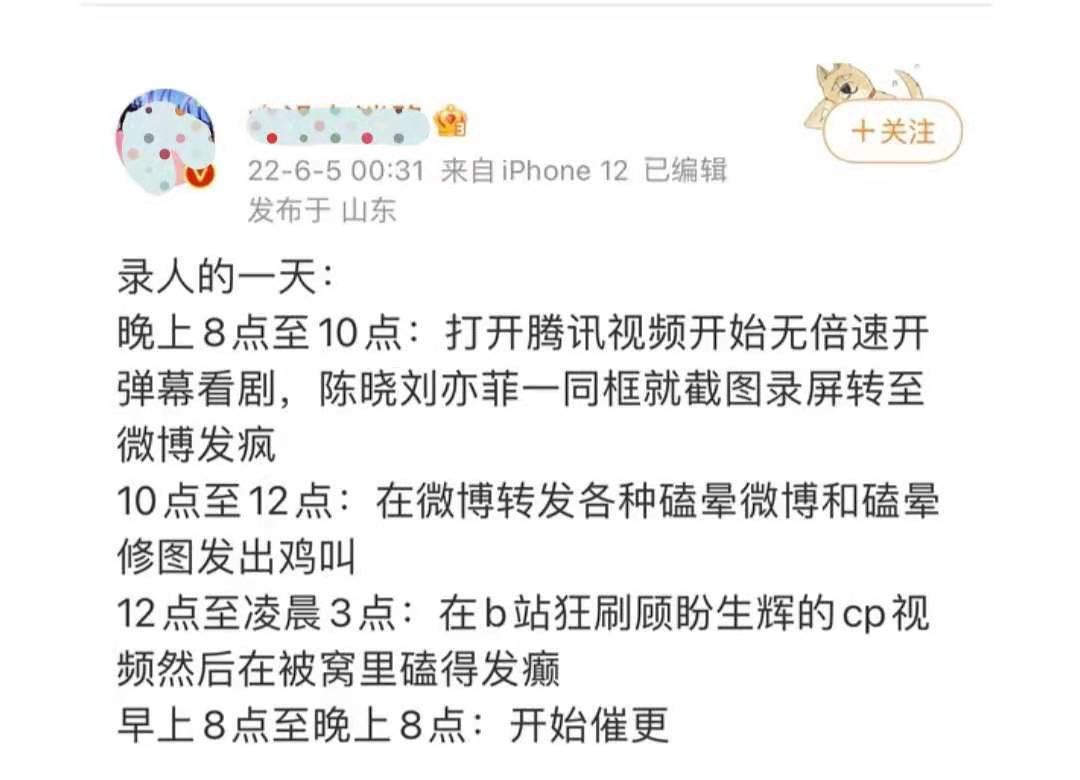 22-6-5 00:31 来自 iPhone 12 已编辑
发布于 山东
+关注
录人的一天：
晚上8点至10点：打开腾讯视频开始无倍速开
弹幕看剧，陈晓刘亦菲一同框就截图录屏转至
微博发疯
10点至12点：在微博转发各种磕晕微博和磕晕
修图发出鸡叫
12点至凌晨3点：在b站狂刷顾盼生辉的cp视
频然后在被窝里磕得发癫
早上8点至晚上8点：开始催更